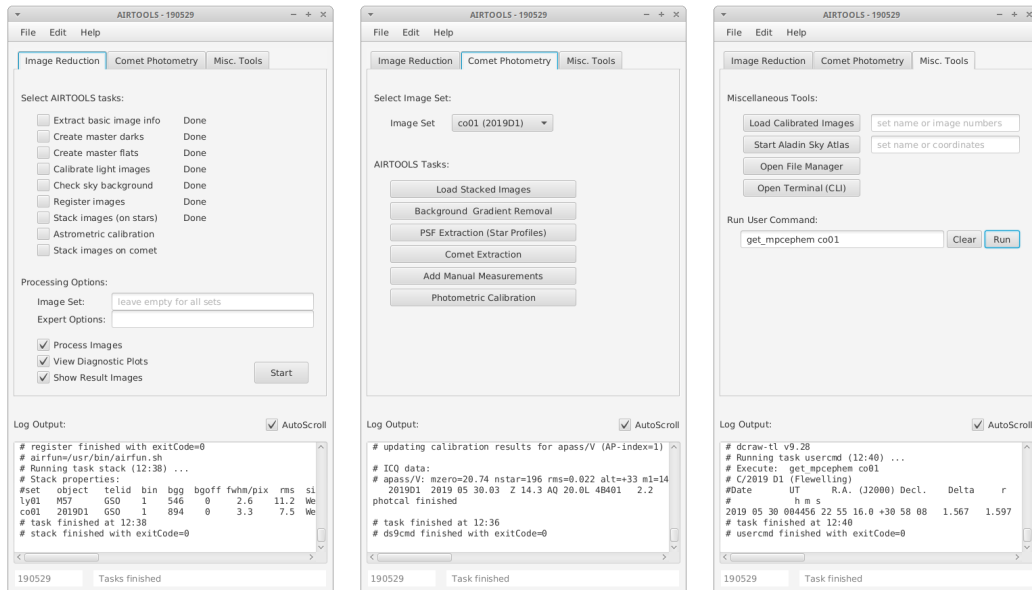 AIRTOOLS - 190529
File Edit Help
Image Reduction Comet Photometry Misc. Tools
Select AIRTOOLS tasks:
Extract basic image info Done
Create master darks Done
Create master flats Done
Calibrate light images Done
Check sky background Done
Register images Done
Stack images (on stars) Done
Astrometric calibration
Stack images on comet
Processing Options:
Image Set: leave empty for all sets
Expert Options:
Process Images
View Diagnostic Plots
Show Result Images
Start
Log Output: AutoScroll
# register finished with exitCode=0
# airfun=/usr/bin/airfun.sh
# Running task stack (12:38) ...
# Stack properties:
#set object telid bin bgg bgoff fwhm/pix rms si
ly01 M57 GSO 1 546 0 2.6 11.2 We
co01 2019D1 GSO 1 894 0 3.3 7.5 We
# task finished at 12:38
# stack finished with exitCode=0
190529 Tasks finished
AIRTOOLS - 190529
File Edit Help
Image Reduction Comet Photometry Misc. Tools
Select Image Set:
Image Set co01 (2019D1)
AIRTOOLS Tasks:
Load Stacked Images
Background Gradient Removal
PSF Extraction (Star Profiles)
Comet Extraction
Add Manual Measurements
Photometric Calibration
Log Output: AutoScroll
# updating calibration results for apass/V (AP-index=1)
# ICQ data:
# apass/V: mzero=20.74 nstar=196 rms=0.022 alt=+33 m1=14
2019D1 2019 05 30.03 Z 14.3 AQ 20.0L 4B401 2.2
photcal finished
# task finished at 12:36
# ds9cmd finished with exitCode=0
190529 Task finished
AIRTOOLS - 190529
File Edit Help
Image Reduction Comet Photometry Misc. Tools
Miscellaneous Tools:
Load Calibrated Images set name or image numbers
Start Aladin Sky Atlas set name or coordinates
Open File Manager
Open Terminal (CLI)
Run User Command:
get_mpcephem co01 Clear Run
Log Output: AutoScroll
# dcraw-tl v9.28
# Running task usercmd (12:40) ...
# Execute: get_mpcephem co01
# C/2019 D1 (Flewelling)
#Date UT R.A. (J2000) Decl. Delta r
# h m s
2019 05 30 004456 22 55 16.0 +30 58 08 1.567 1.597
# task finished at 12:40
# usercmd finished with exitCode=0
190529 Task finished